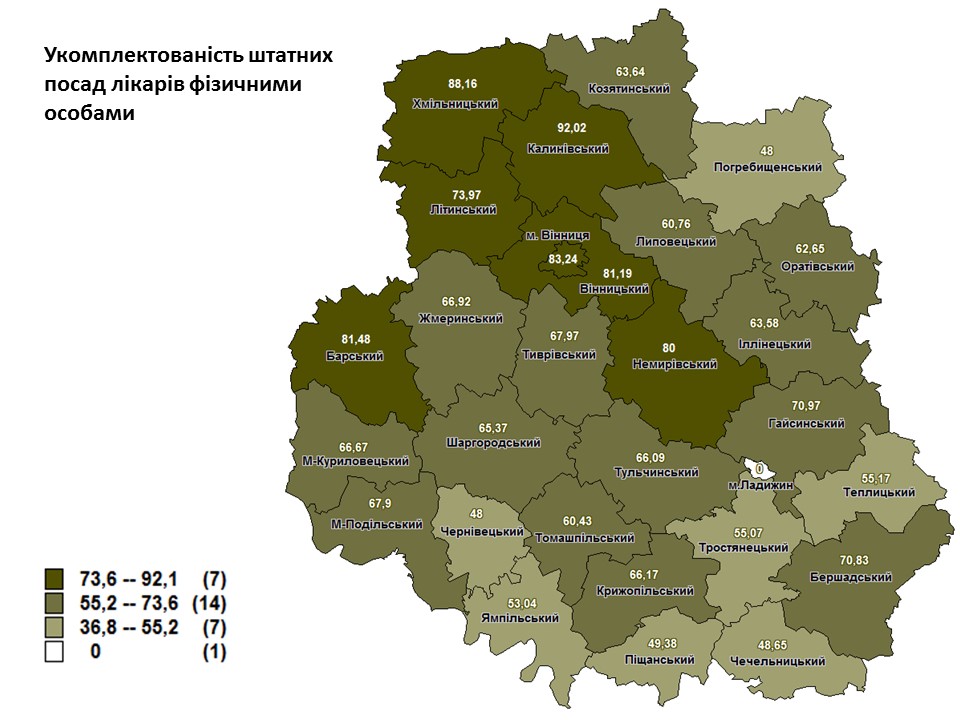 Укомплектованість штатних
посад лікарів фізичними
особами
63,64
Козятинський
88,16
Хмільницький
92,02
Калинівський
48
Погребищенський
73,97
Літинський
60,76
Липовецький
м. Вінниця
83,24
81,19
Вінницький
62,65
Оратівський
66,92
Жмеринський
63,58
Іллінецький
81,48
Барський
67,97
Тиврівський
80
Немирівський
70,97
Гайсинський
65,37
Шаргородський
66,67
М-Куриловецький
66,09
Тульчинський
0
м.Ладижин
55,17
Теплицький
67,9
М-Подільський
48
Чернівецький
60,43
Томашпільський
55,07
Тростянецький
70,83
Бершадський
66,17
Крижопільський
53,04
Ямпільський
49,38
Піщанський
48,65
Чечельницький
73,6 -- 92,1 (7)
55,2 -- 73,6 (14)
36,8 -- 55,2 (7)
0 (1)